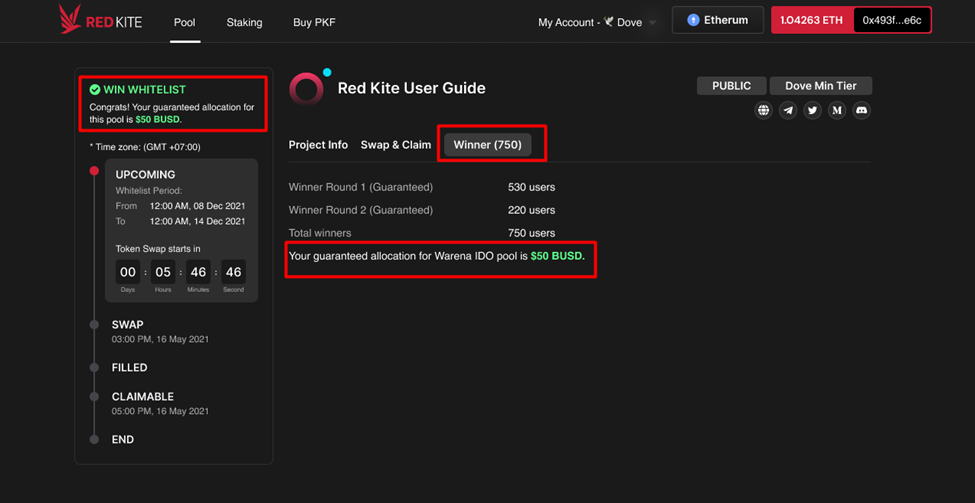 REDKITE
Pool
Staking
Buy PKF
My Account - Dove
Etherum
1.04263 ETH
0x493f...e6c
WIN WHITELIST
Congrats! Your guaranteed allocation for
this pool is $50 BUSD.
* Time zone: (GMT +07:00)
UPCOMING
Whitelist Period:
From 12:00 AM, 08 Dec 2021
To 12:00 AM, 14 Dec 2021
Token Swap starts in
00 : 05 : 46 : 46
Days Hours Minutes Second
SWAP
03:00 PM, 16 May 2021
FILLED
CLAIMABLE
05:00 PM, 16 May 2021
END
Red Kite User Guide
PUBLIC
Dove Min Tier
M
Project Info
Swap & Claim
Winner (750)
Winner Round 1 (Guaranteed) 530 users
Winner Round 2 (Guaranteed) 220 users
Total winners 750 users
Your guaranteed allocation for Warena IDO pool is $50 BUSD.